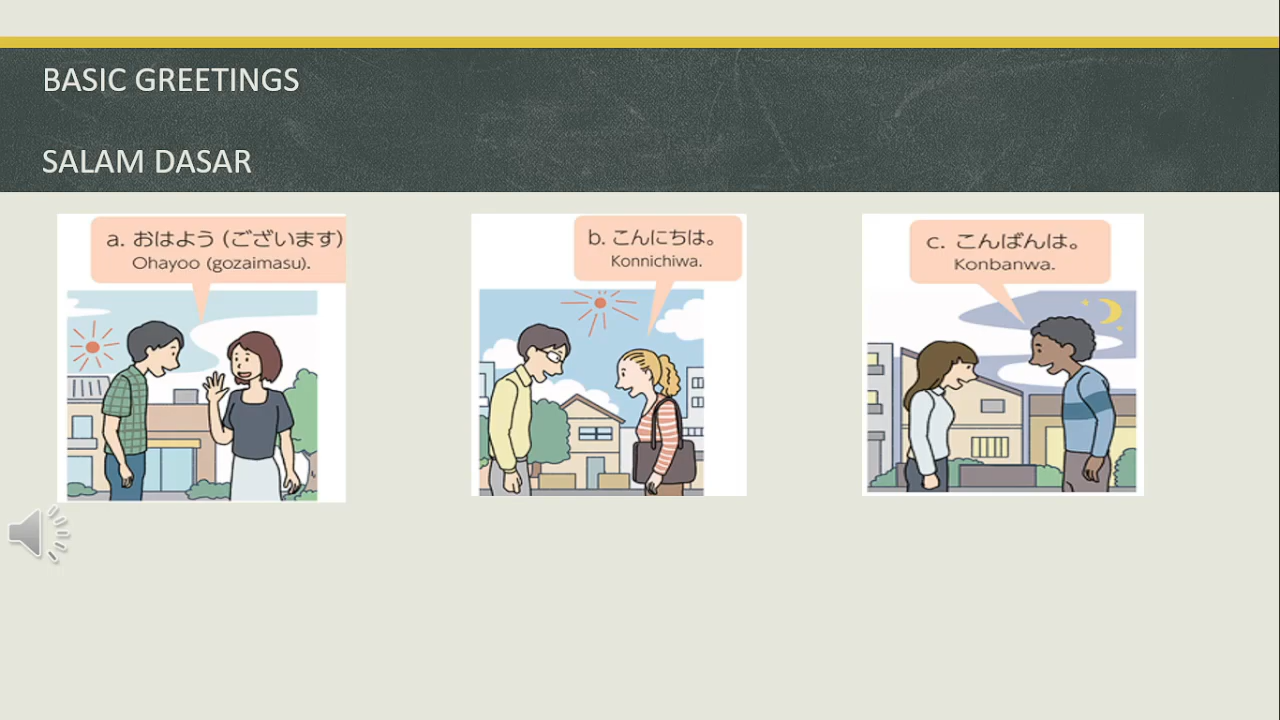 BASIC GREETINGS
SALAM DASAR
a. おはよう (ございます)
Ohayoo (gozaimasu).
b. こんにちは。
Konnichiwa.
c. こんばんは。
Konbanwa.